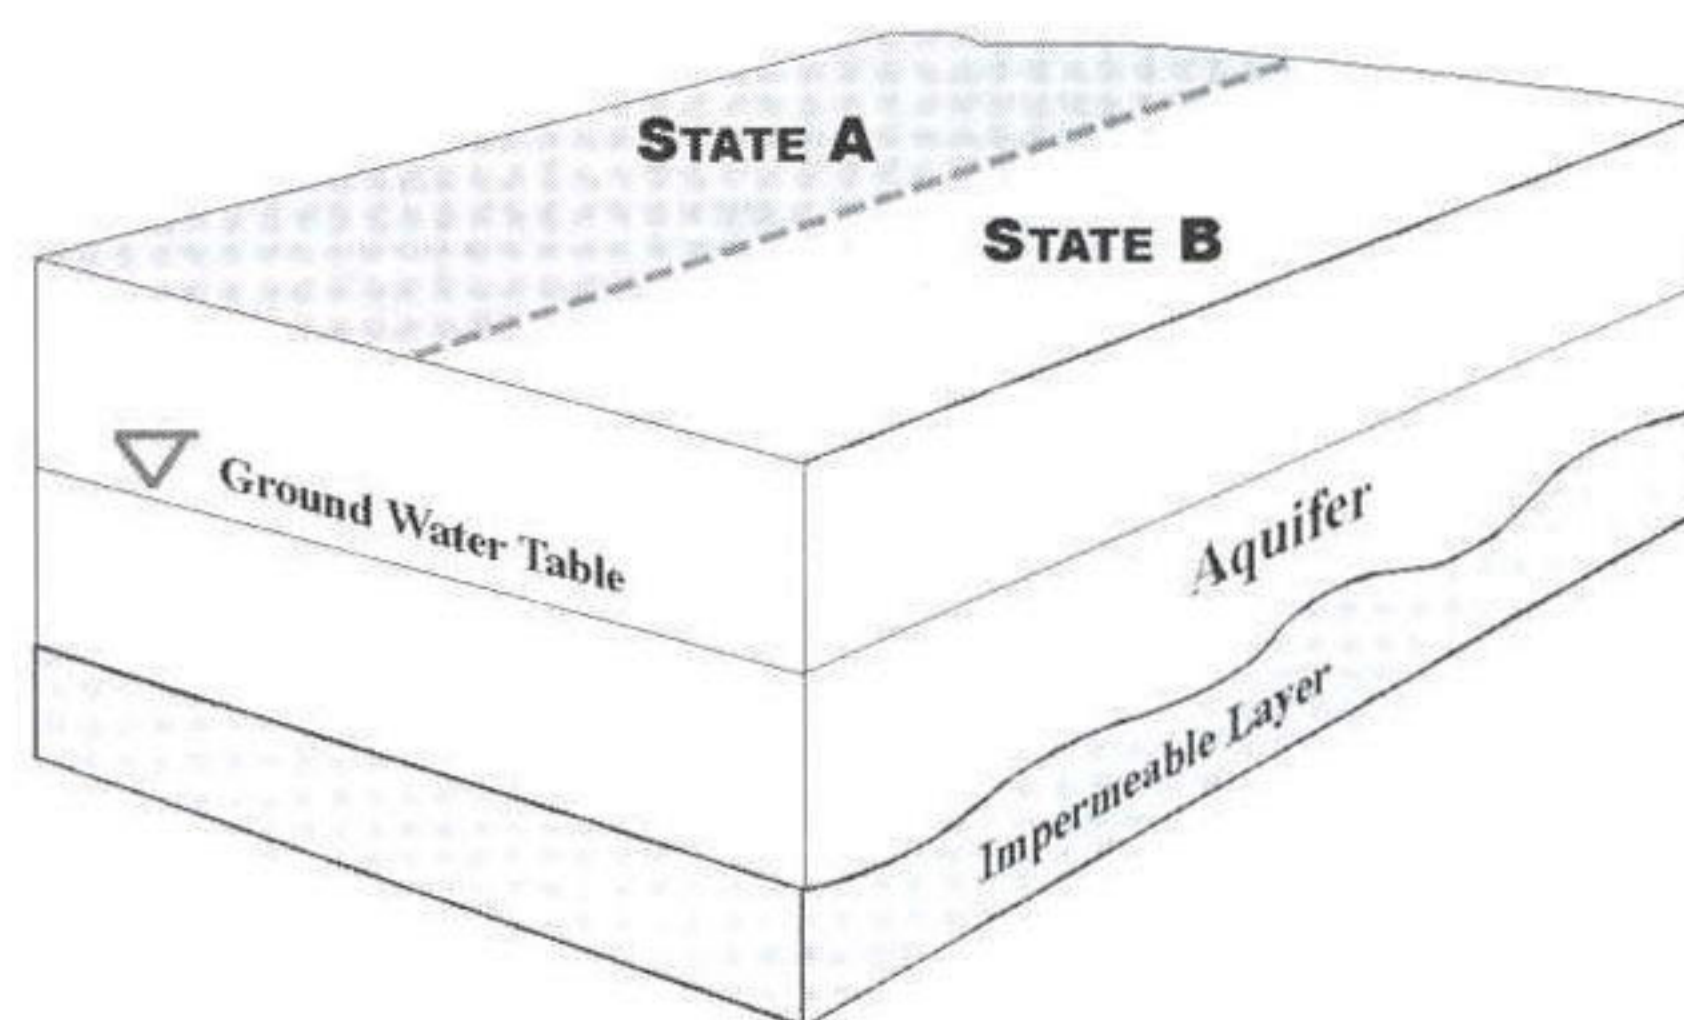 STATE A
STATE B
Ground Water Table
Aquifer
Impermeable Layer